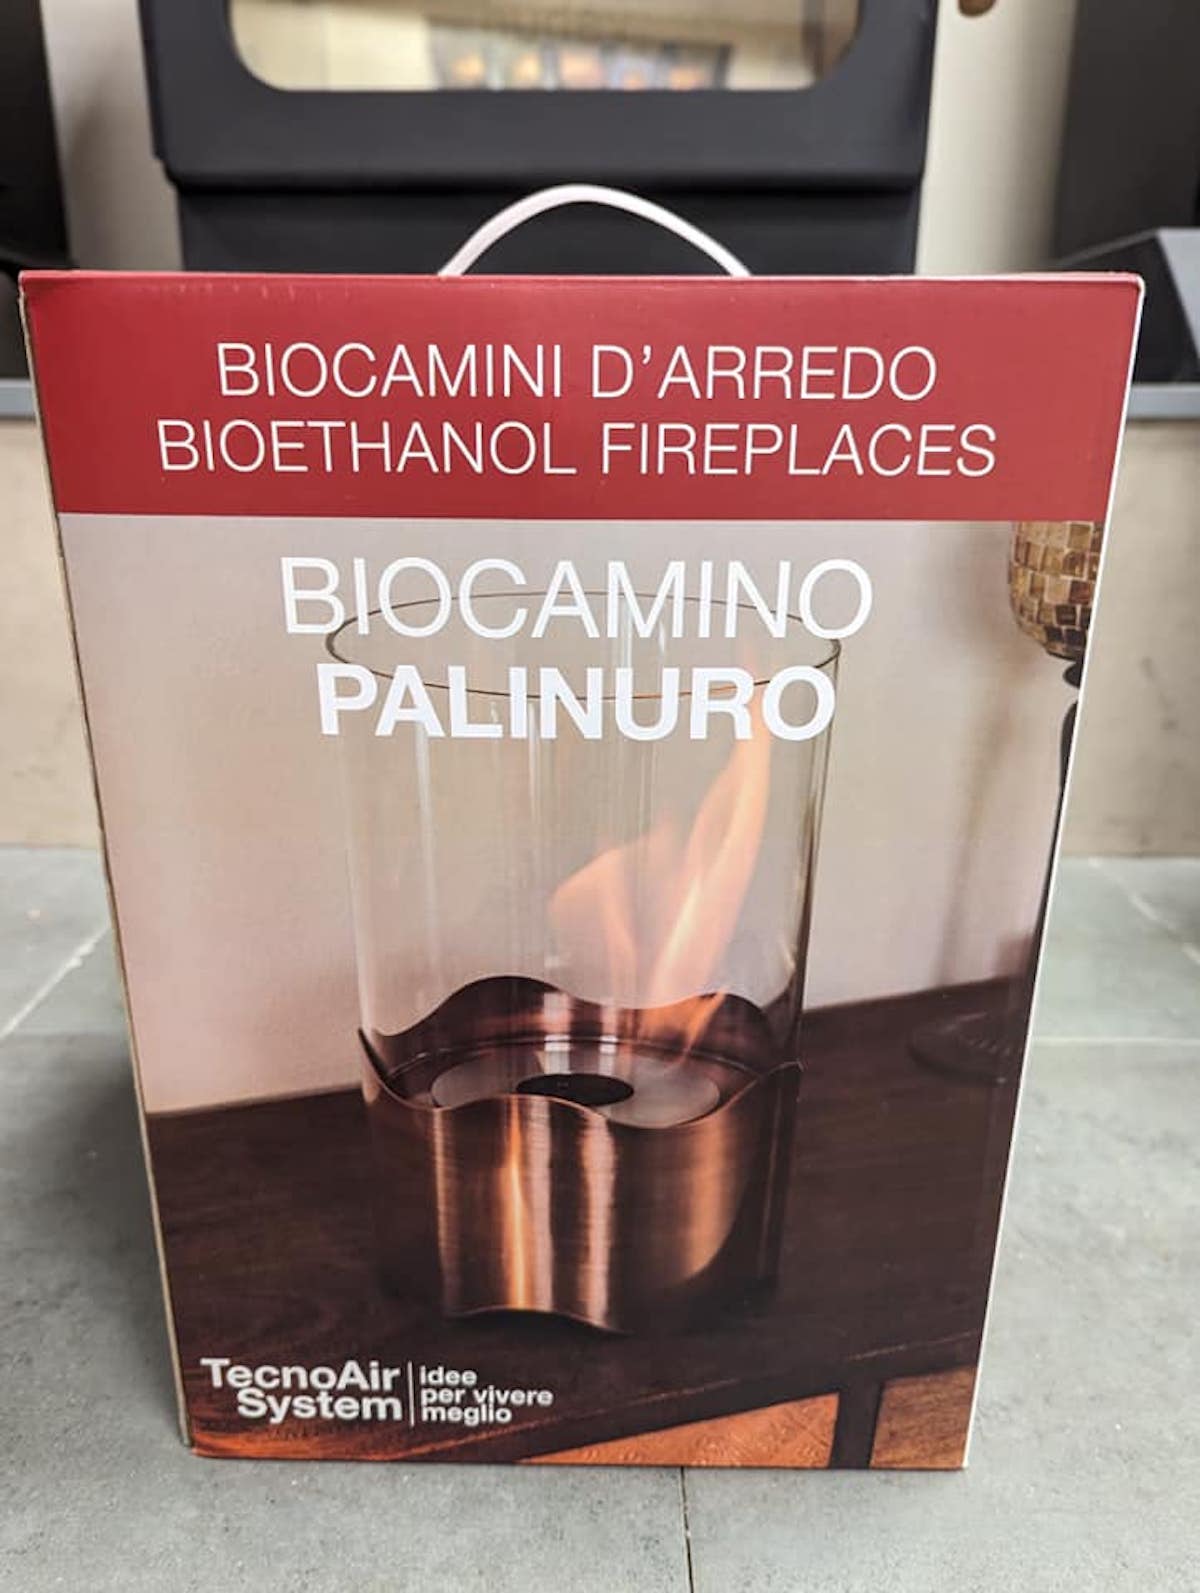 BIOCAMINI D'ARREDO
BIOETHANOL FIREPLACES
BIOCAMINO
PALINURO
TecnoAir
System
Idee
per vivere
meglio